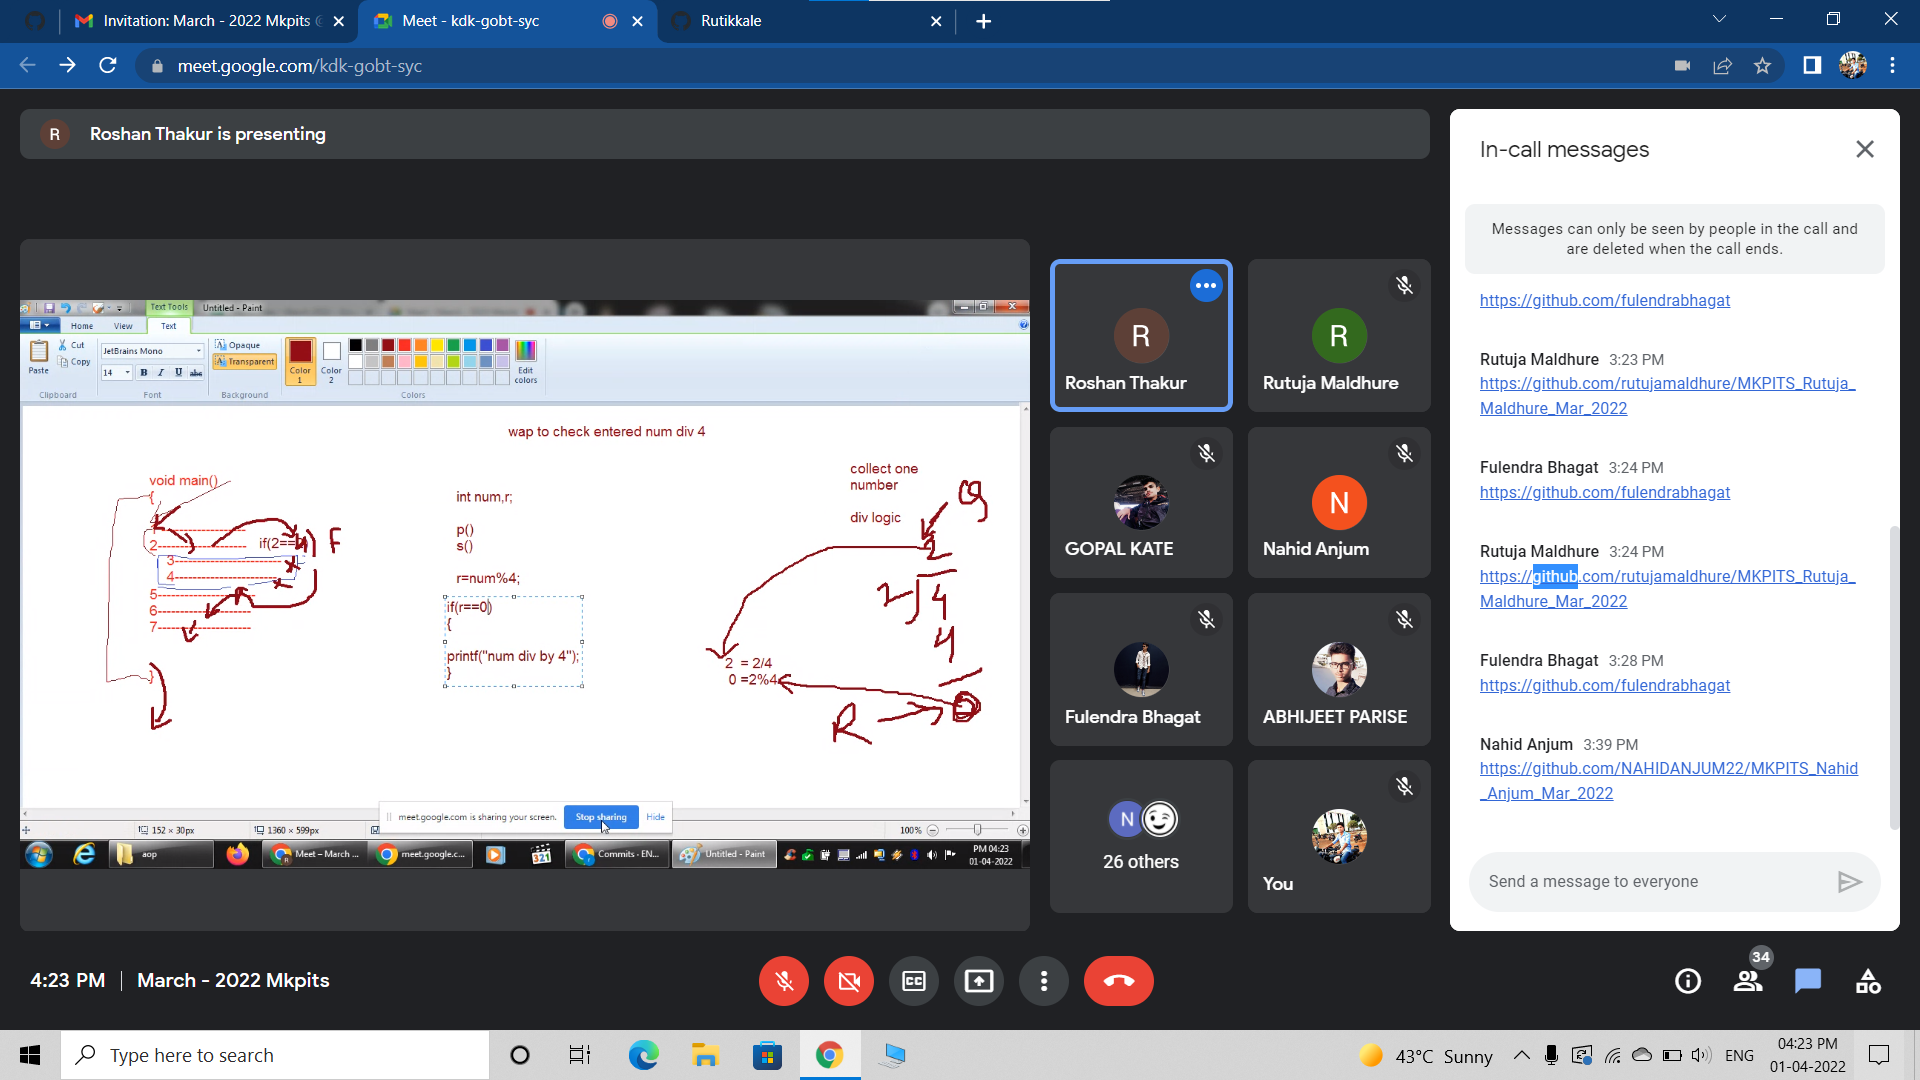 Invitation: March - 2022 Mkpits
Meet - kdk-gobt-syc
Rutikkale
meet.google.com/kdk-gobt-syc
R
Roshan Thakur is presenting
Text Tools
Untitled - Paint
Home
View
Text
Paste
Cut
Copy
Clipboard
JetBrains Mono
14
B
I
U
abc
Font
Opaque
Transparent
Background
Color
1
Color
2
Edit
colors
Colors
wap to check entered num div 4
void main()
{
2
if(2==
F
3
4
5
6
7
}
int num,r;
p()
s()
r=num%4;
if(r==0)
{
printf("num div by 4");
}
collect one
number
div logic
Q
2
2
4
4
2 = 2/4
0 =2%4
R
0
meet.google.com is sharing your screen.
Stop sharing
Hide
152 × 30px
1360 × 599px
100%
aop
Meet – March ...
meet.google.c...
321
Commits · EN...
Untitled - Paint
PM 04:23
01-04-2022
R
Roshan Thakur
R
Rutuja Maldhure
GOPAL KATE
N
Nahid Anjum
Fulendra Bhagat
ABHIJEET PARISE
N
26 others
You
In-call messages
Messages can only be seen by people in the call and
are deleted when the call ends.
https://github.com/fulendrabhagat
Rutuja Maldhure 3:23 PM
https://github.com/rutujamaldhure/MKPITS_Rutuja_
Maldhure_Mar_2022
Fulendra Bhagat 3:24 PM
https://github.com/fulendrabhagat
Rutuja Maldhure 3:24 PM
https://github.com/rutujamaldhure/MKPITS_Rutuja_
Maldhure_Mar_2022
Fulendra Bhagat 3:28 PM
https://github.com/fulendrabhagat
Nahid Anjum 3:39 PM
https://github.com/NAHIDANJUM22/MKPITS_Nahid
_Anjum_Mar_2022
Send a message to everyone
4:23 PM
March - 2022 Mkpits
CC
34
Type here to search
43°C Sunny
ENG
04:23 PM
01-04-2022